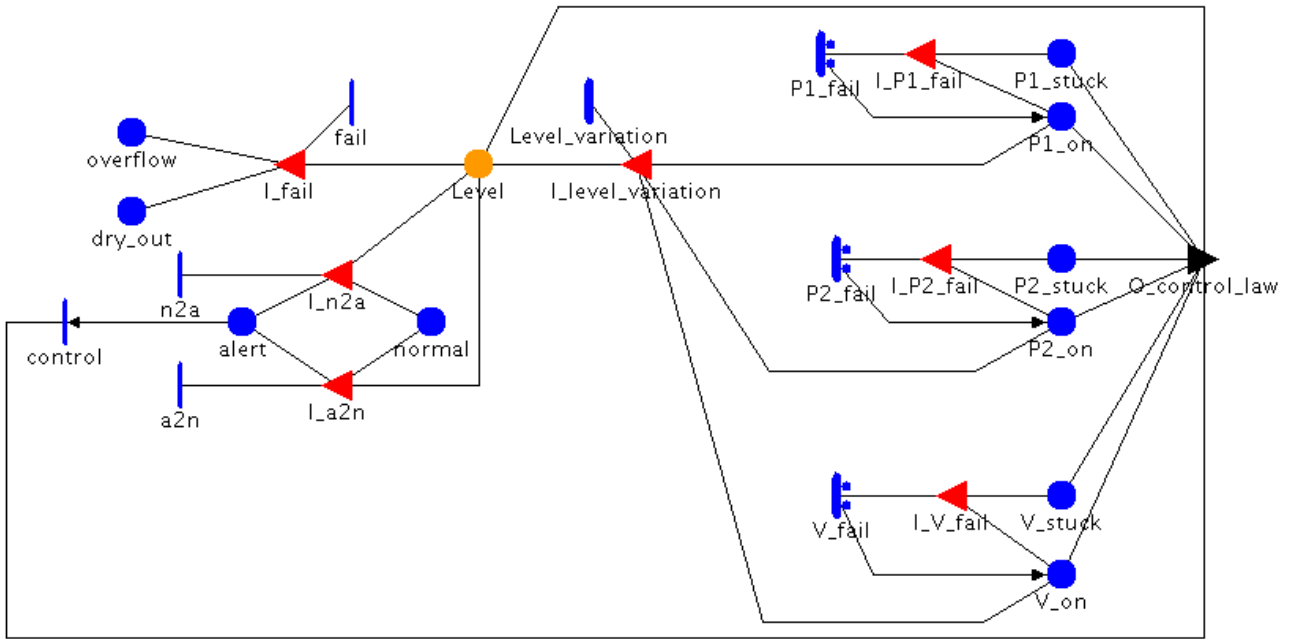 P1_fail
I_P1_fail
P1_stuck
fail
Level_variation
P1_on
overflow
I_fail
Level
I_level_variation
dry_out
n2a
I_n2a
P2_fail
I_P2_fail
P2_stuck
O_control_law
control
alert
normal
P2_on
a2n
I_a2n
V_fail
I_V_fail
V_stuck
V_on